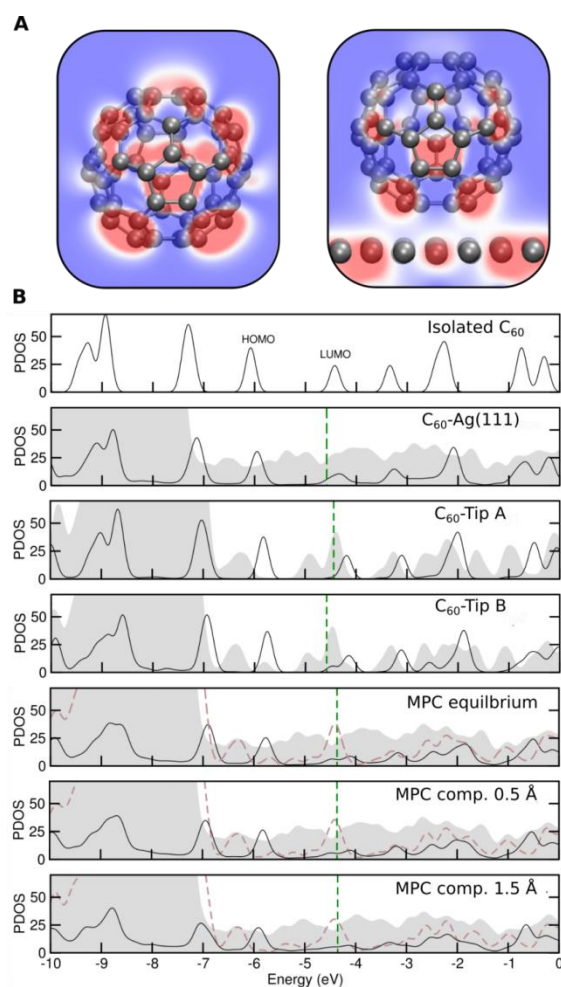 A
B
PDOS
50
25
0
HOMO
LUMO
Isolated C60
PDOS
50
25
0
C60-Ag(111)
PDOS
50
25
0
C60-Tip A
PDOS
50
25
0
C60-Tip B
PDOS
50
25
0
MPC equilbrium
PDOS
50
25
0
MPC comp. 0.5 Å
PDOS
50
25
0
MPC comp. 1.5 Å
-10 -9 -8 -7 -6 -5 -4 -3 -2 -1 0
Energy (eV)